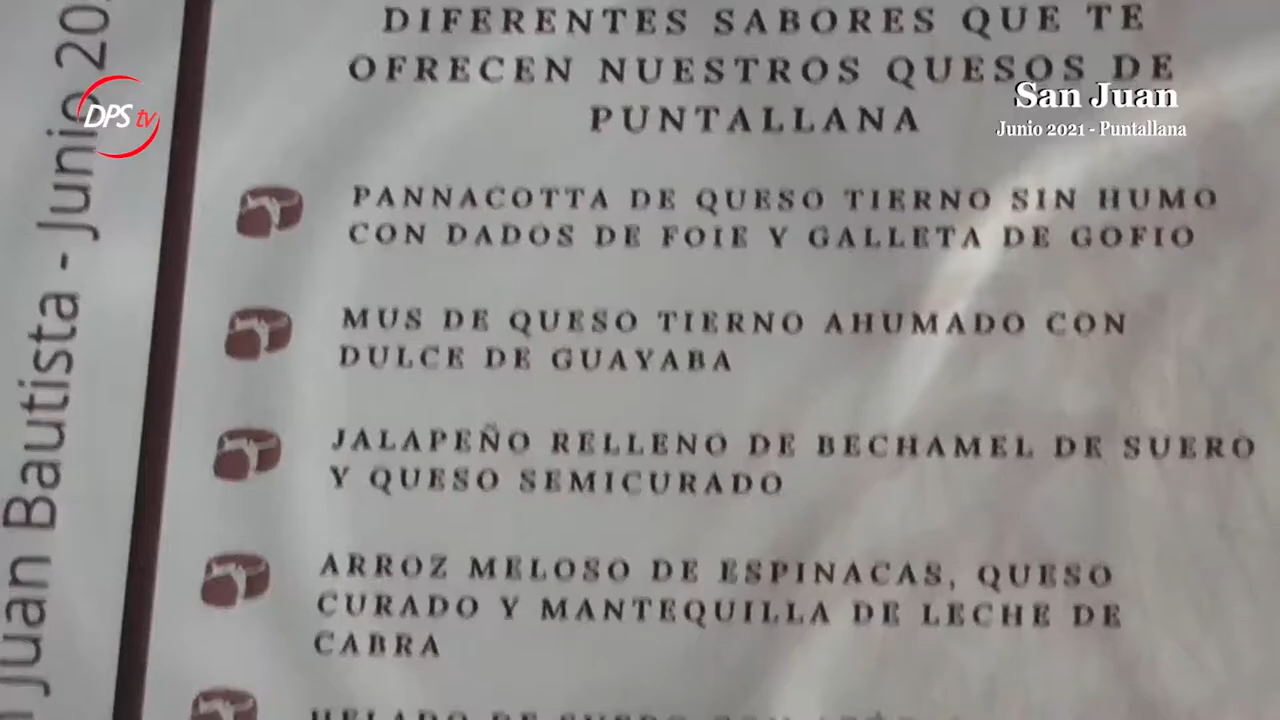 DIFERENTES SABORES QUE TE
OFRECEN NUESTROS QUESOS DE
PUNTALLANA
San Juan
Junio 2021 - Puntallana
DPS tv
Juan Bautista - Junio 20
PANNACOTTA DE QUESO TIERNO SIN HUMO
CON DADOS DE FOIE Y GALLETA DE GOFIO
MUS DE QUESO TIERNO AHUMADO CON
DULCE DE GUAYABA
JALAPEÑO RELLENO DE BECHAMEL DE SUERO
Y QUESO SEMICURADO
ARROZ MELOSO DE ESPINACAS, QUESO
CURADO Y MANTEQUILLA DE LECHE DE
CABRA
HELADO DE SUERO